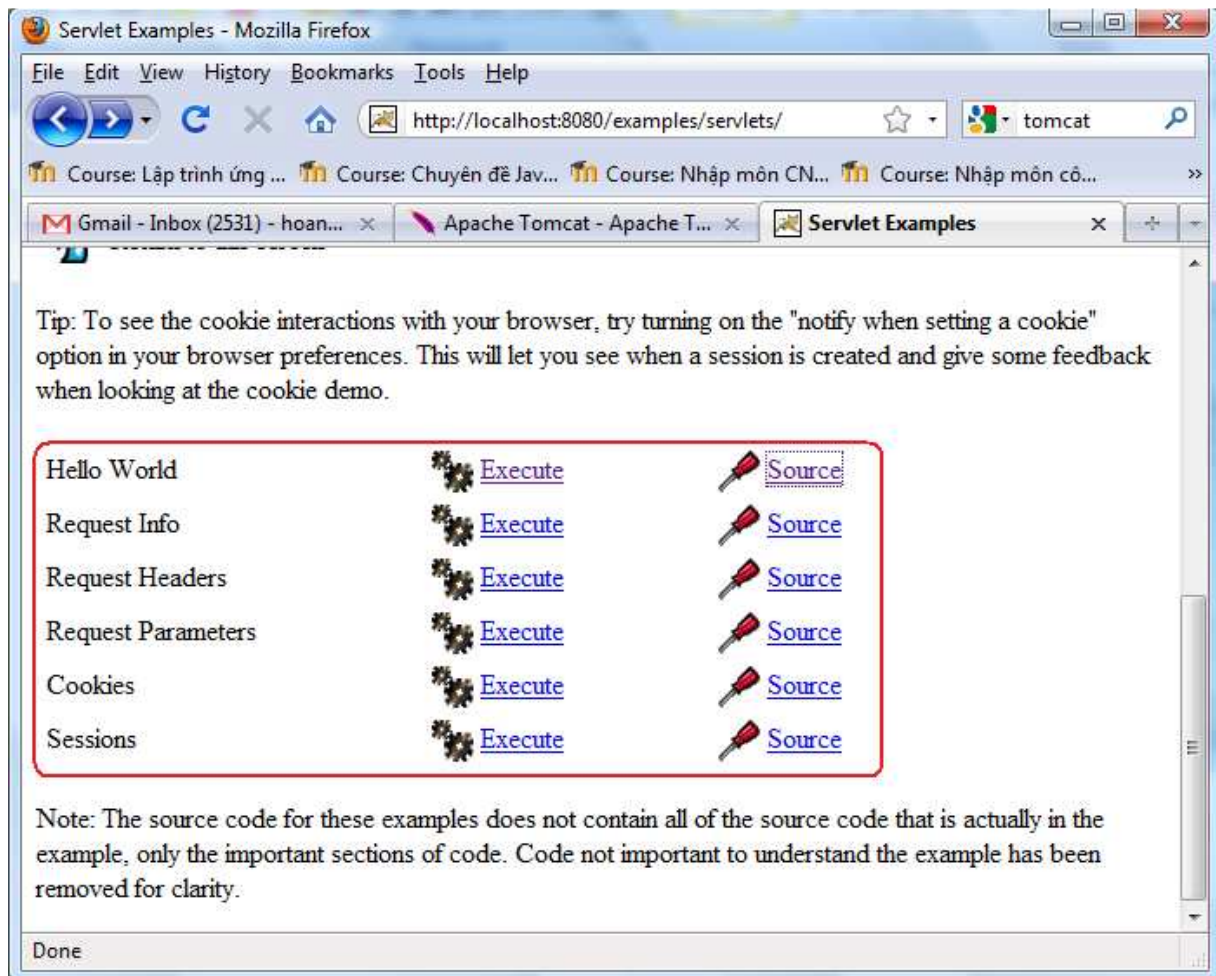 Servlet Examples - Mozilla Firefox
File Edit View History Bookmarks Tools Help
http://localhost:8080/examples/servlets/ tomcat
Course: Lập trình ứng ... Course: Chuyên đề Jav... Course: Nhập môn CN... Course: Nhập môn cô... »
Gmail - Inbox (2531) - hoan... Apache Tomcat - Apache T... Servlet Examples
Tip: To see the cookie interactions with your browser, try turning on the "notify when setting a cookie"
option in your browser preferences. This will let you see when a session is created and give some feedback
when looking at the cookie demo.
Hello World Execute Source
Request Info Execute Source
Request Headers Execute Source
Request Parameters Execute Source
Cookies Execute Source
Sessions Execute Source
Note: The source code for these examples does not contain all of the source code that is actually in the
example, only the important sections of code. Code not important to understand the example has been
removed for clarity.
Done